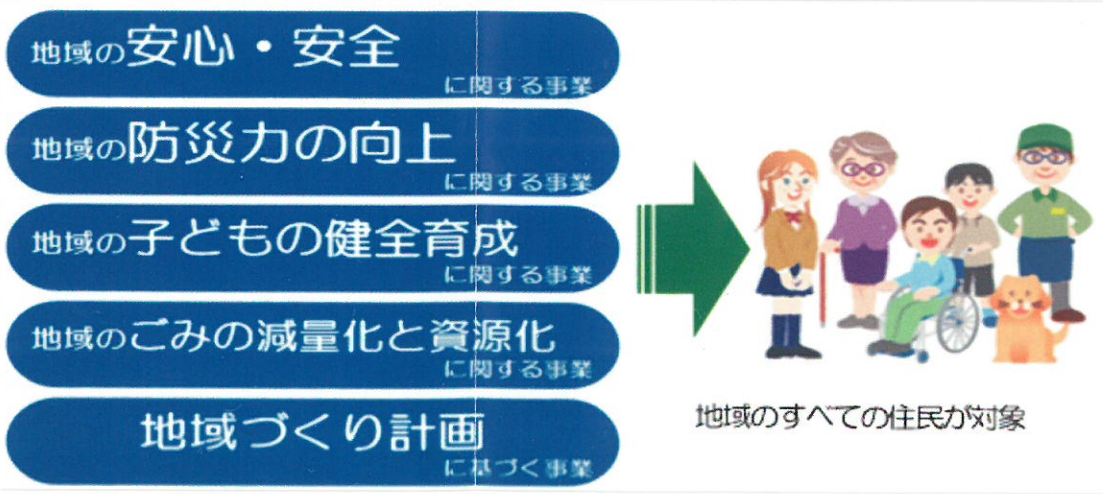 地域の安心・安全
に関する事業
地域の防災力の向上
に関する事業
地域の子どもの健全育成
に関する事業
地域のごみの減量化と資源化
に関する事業
地域づくり計画
に基づく事業
地域のすべての住民が対象